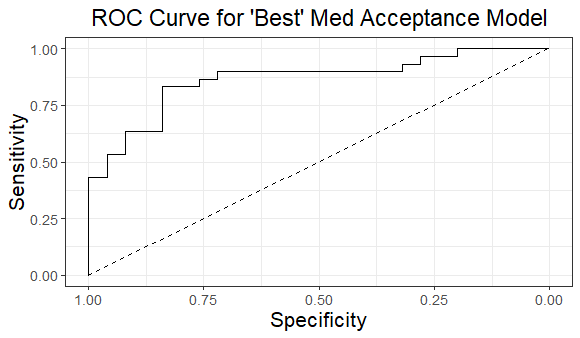 ROC Curve for 'Best' Med Acceptance Model
1.00
0.75
0.50
0.25
0.00
Sensitivity
1.00 0.75 0.50 0.25 0.00
Specificity